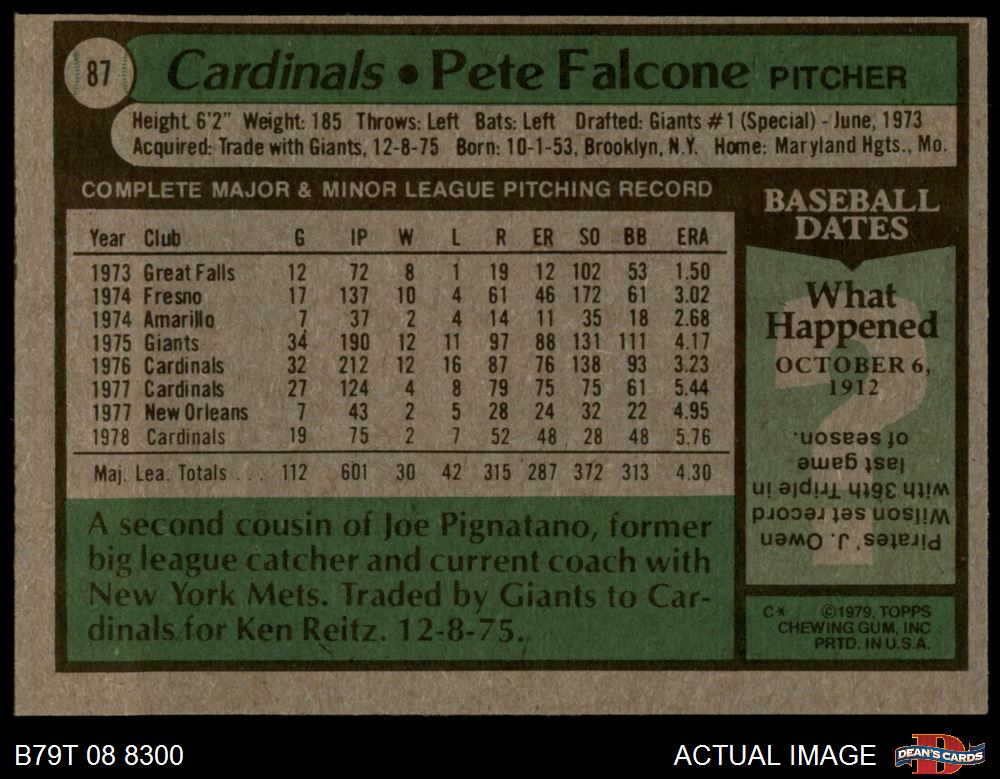 87 Cardinals • Pete Falcone PITCHER
Height. 6'2" Weight: 185 Throws: Left Bats: Left Drafted: Giants #1 (Special) - June, 1973
Acquired: Trade with Giants, 12-8-75 Born: 10-1-53, Brooklyn, N.Y. Home: Maryland Hgts., Mo.
COMPLETE MAJOR & MINOR LEAGUE PITCHING RECORD
Year Club G IP W L R ER SO BB ERA
1973 Great Falls 12 72 8 1 19 12 102 53 1.50
1974 Fresno 17 137 10 4 61 46 172 61 3.02
1974 Amarillo 7 37 2 4 14 11 35 18 2.68
1975 Giants 34 190 12 11 97 88 131 111 4.17
1976 Cardinals 32 212 12 16 87 76 138 93 3.23
1977 Cardinals 27 124 4 8 79 75 75 61 5.44
1977 New Orleans 7 43 2 5 28 24 32 22 4.95
1978 Cardinals 19 75 2 7 52 48 28 48 5.76
Maj. Lea. Totals . . . 112 601 30 42 315 287 372 313 4.30
A second cousin of Joe Pignatano, former
big league catcher and current coach with
New York Mets. Traded by Giants to Car-
dinals for Ken Reitz. 12-8-75.
BASEBALL
DATES
What
Happened
OCTOBER 6,
1912
?
Pirates' J. Owen
Wilson set record
with 36th Triple in
last game
of season.
C* ©1979, TOPPS
CHEWING GUM, INC
PRTD. IN U.S.A.
B79T 08 8300
ACTUAL IMAGE
DEAN'S CARDS